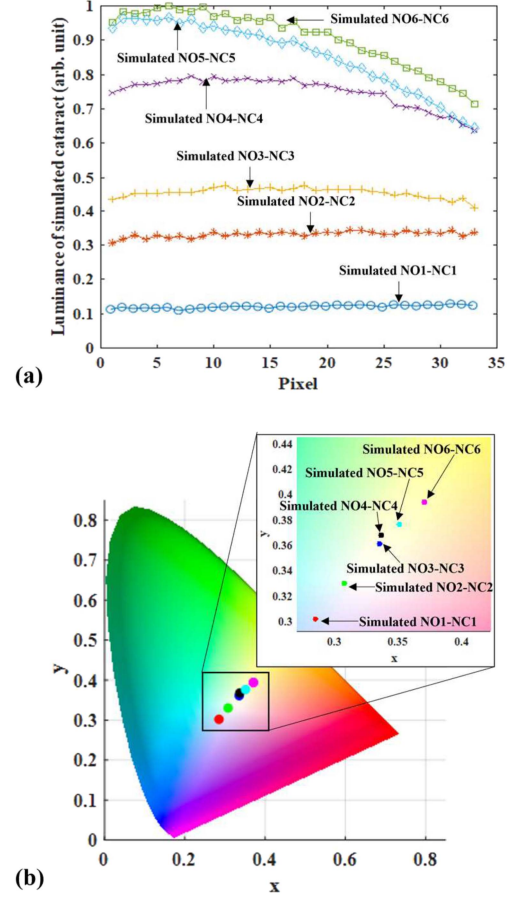 Luminance of simulated cataract (arb. unit)
1
0.9
0.8
0.7
0.6
0.5
0.4
0.3
0.2
0.1
0
Simulated NO6-NC6
Simulated NO5-NC5
Simulated NO4-NC4
Simulated NO3-NC3
Simulated NO2-NC2
Simulated NO1-NC1
0 5 10 15 20 25 30 35
Pixel
(a)
y
0.44
0.42
0.4
0.38
0.36
0.34
0.32
0.3
Simulated NO6-NC6
Simulated NO5-NC5
Simulated NO4-NC4
Simulated NO3-NC3
Simulated NO2-NC2
Simulated NO1-NC1
0.3 0.35 0.4
x
y
0.8
0.7
0.6
0.5
0.4
0.3
0.2
0.1
0
0 0.2 0.4 0.6 0.8
x
(b)